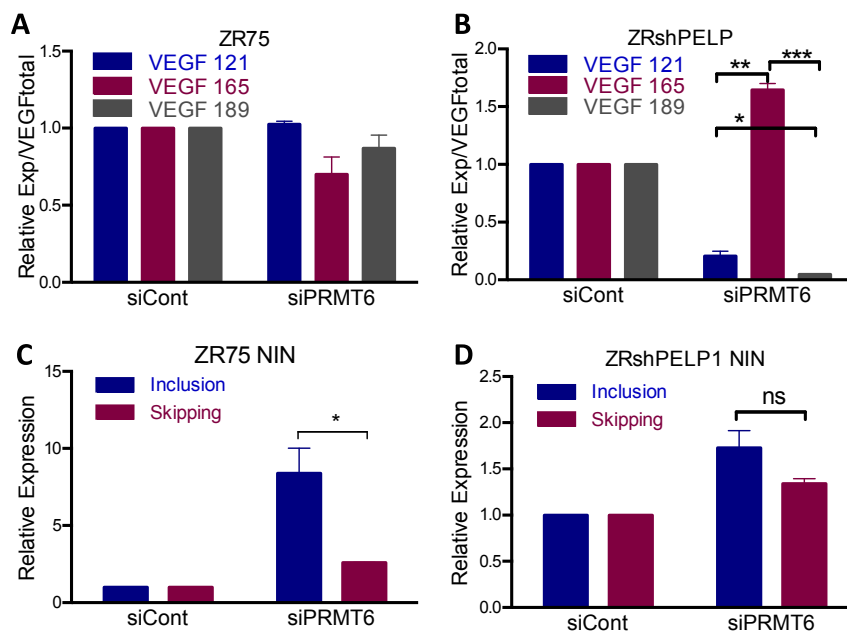 A
ZR75
Relative Exp/VEGFtotal
1.5
1.0
0.5
0.0
VEGF 121
VEGF 165
VEGF 189
siCont
siPRMT6
B
ZRshPELP
Relative Exp/VEGFtotal
2.0
1.5
1.0
0.5
0.0
VEGF 121
VEGF 165
VEGF 189
**
***
*
siCont
siPRMT6
C
ZR75 NIN
Relative Expression
15
10
5
0
Inclusion
Skipping
*
siCont
siPRMT6
D
ZRshPELP1 NIN
Relative Expression
2.5
2.0
1.5
1.0
0.5
0.0
Inclusion
Skipping
ns
siCont
siPRMT6